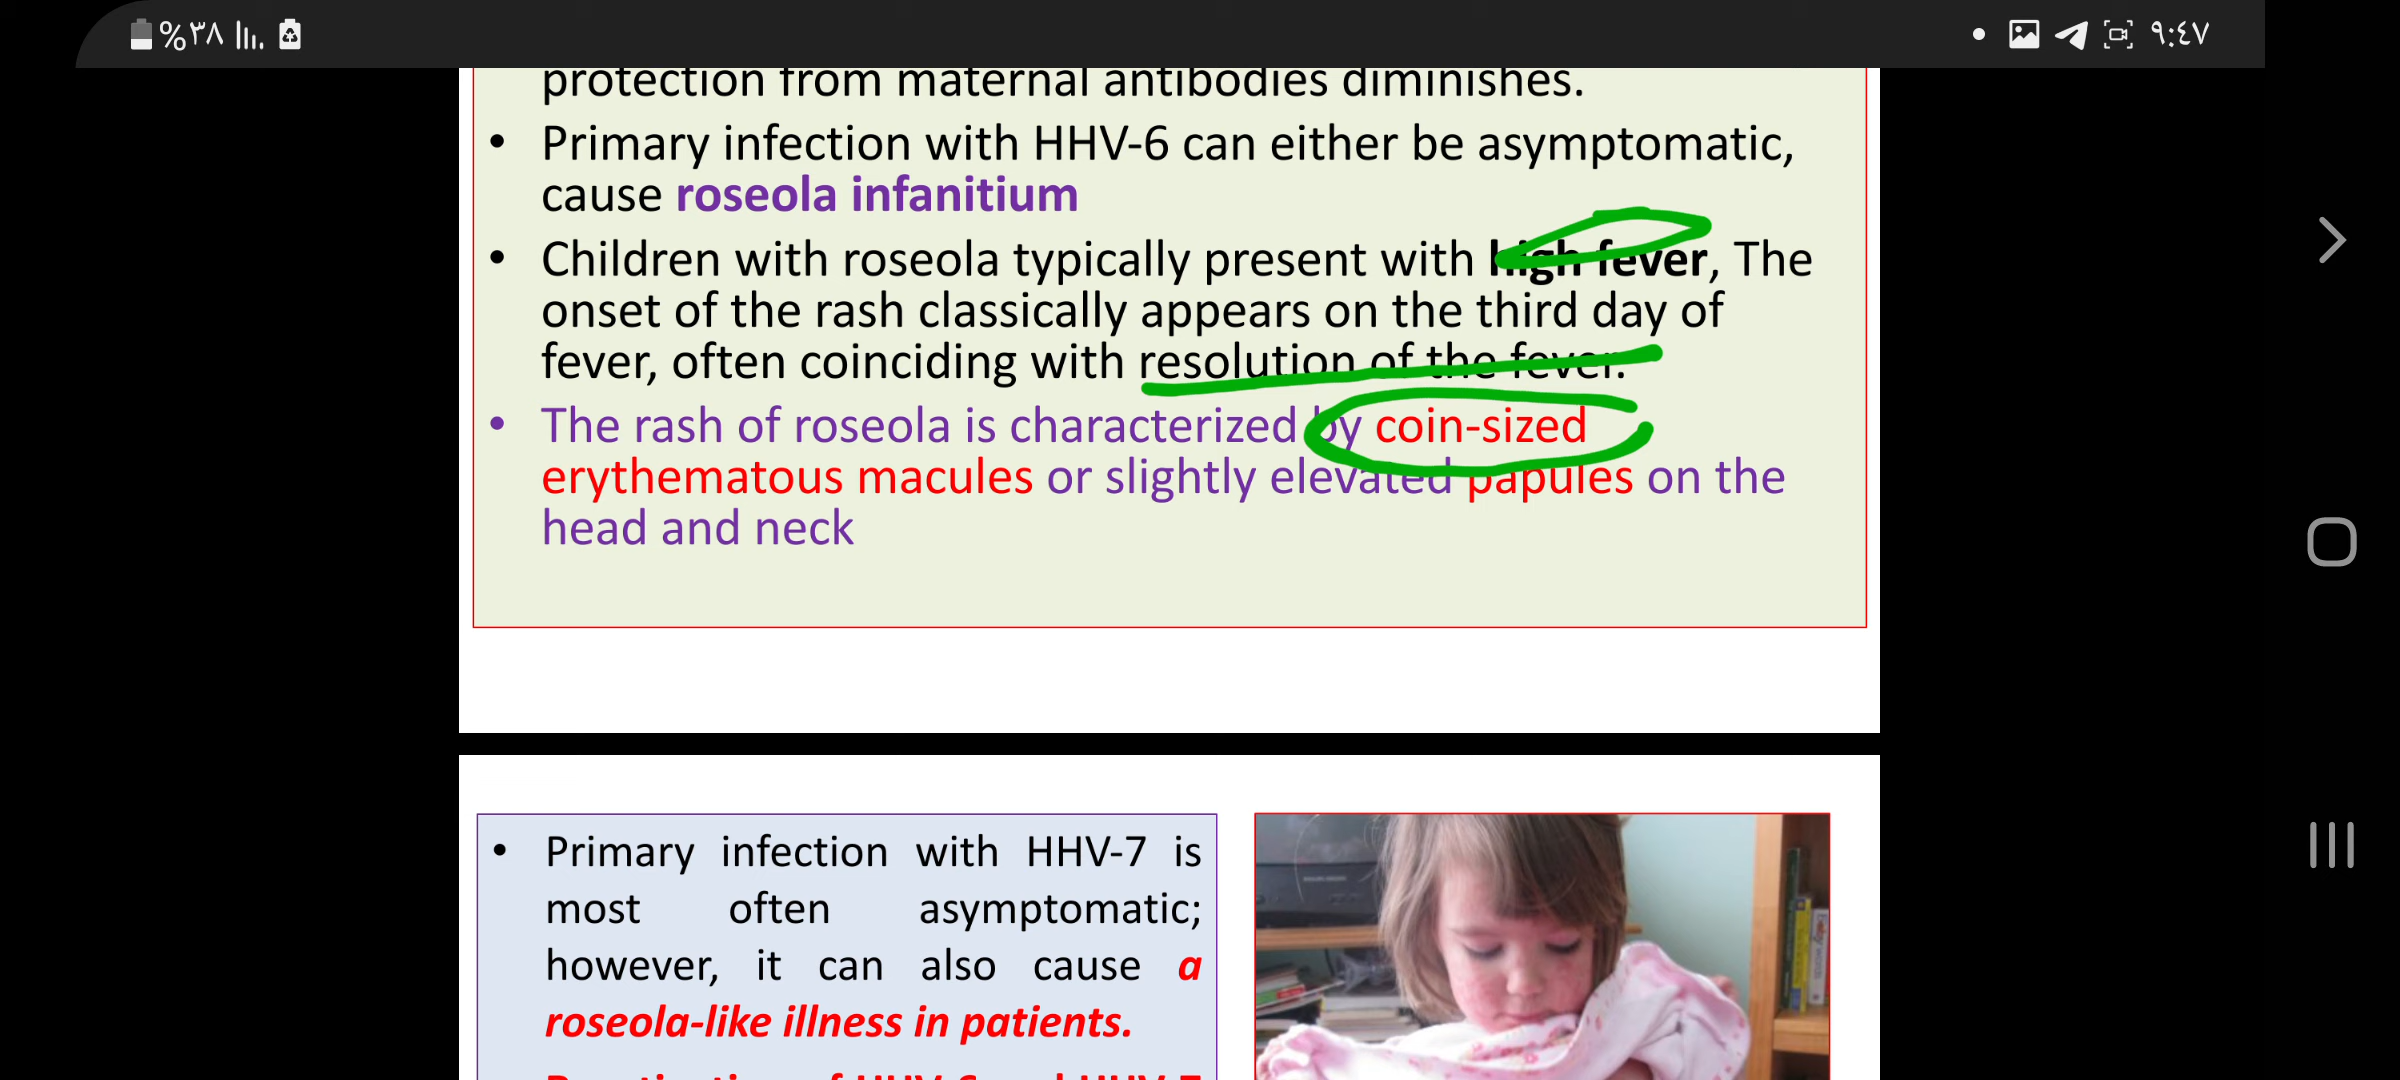 %٣٨
٩:٤٧
protection from maternal antibodies diminishes.
• Primary infection with HHV-6 can either be asymptomatic,
cause roseola infanitium
• Children with roseola typically present with high fever, The
onset of the rash classically appears on the third day of
fever, often coinciding with resolution of the fever.
• The rash of roseola is characterized by coin-sized
erythematous macules or slightly elevated papules on the
head and neck
• Primary infection with HHV-7 is
most often asymptomatic;
however, it can also cause a
roseola-like illness in patients.